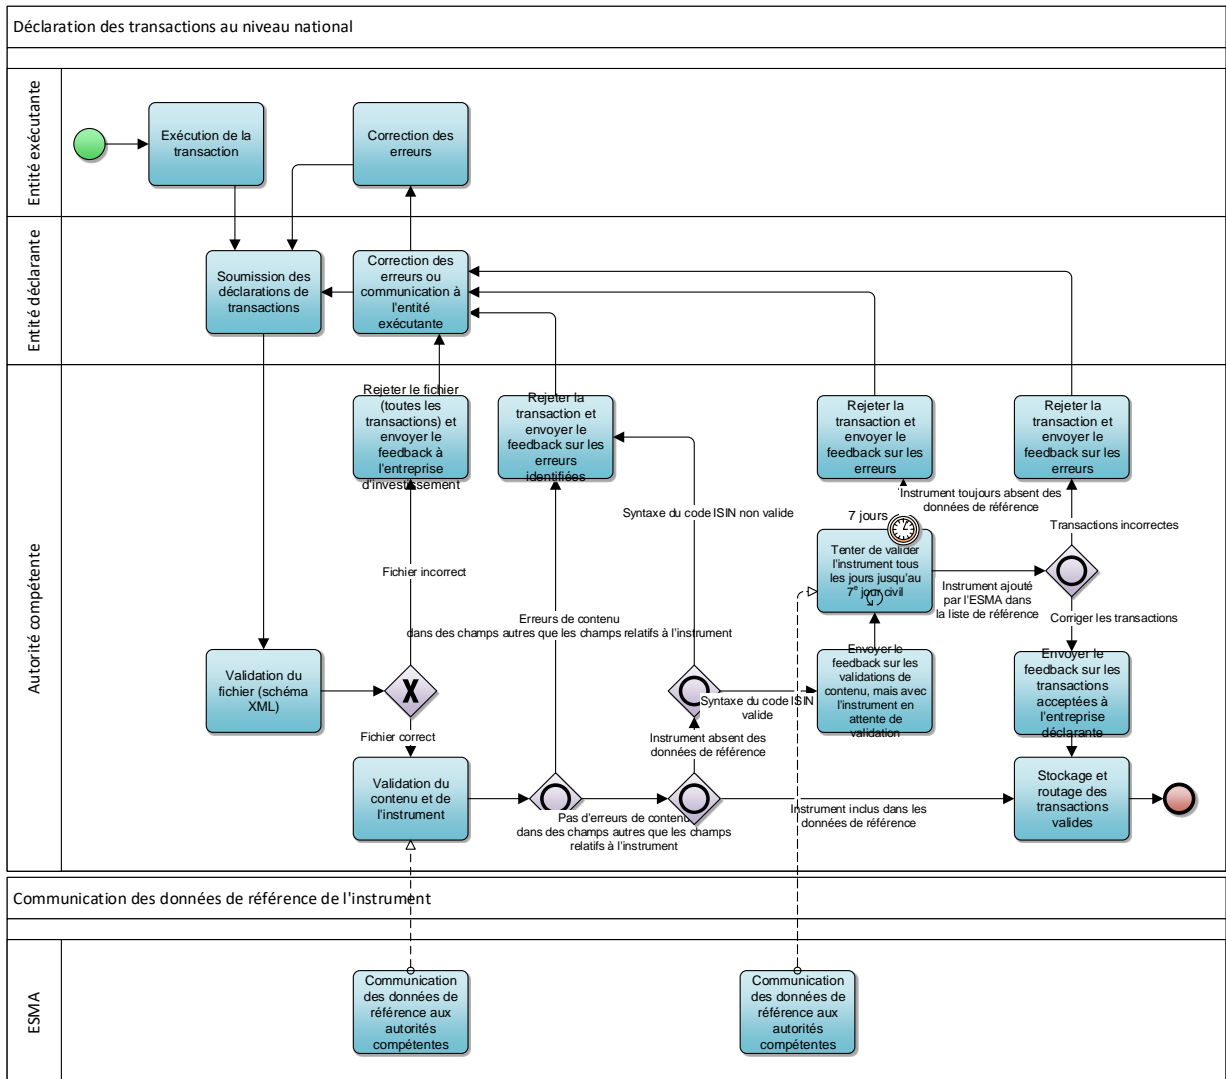 Déclaration des transactions au niveau national
Entité exécutante
Exécution de la
transaction
Correction des
erreurs
Entité déclarante
Soumission des
déclarations de
transactions
Correction des
erreurs ou
communication à
l'entité
exécutante
Autorité compétente
Rejeter le fichier
(toutes les
transactions) et
envoyer le
feedback à
l'entreprise
d'investissement
Rejeter la
transaction et
envoyer le
feedback sur les
erreurs
identifiées
Rejeter la
transaction et
envoyer le
feedback sur les
erreurs
Rejeter la
transaction et
envoyer le
feedback sur les
erreurs
Instrument toujours absent des
données de référence
Syntaxe du code ISIN non valide
7 jours
Transactions incorrectes
Tenter de valider
l'instrument tous
les jours jusqu'au
7e jour civil
Fichier incorrect
Instrument ajouté
par l'ESMA dans
la liste de référence
Erreurs de contenu
dans des champs autres que les champs relatifs à l'instrument
Corriger les transactions
Validation du
fichier (schéma
XML)
X
Envoyer le
feedback sur les
validations de
contenu, mais avec
l'instrument en
attente de
validation
Envoyer le
feedback sur les
transactions
acceptées à
l'entreprise
déclarante
Syntaxe du code ISIN
valide
Fichier correct
Instrument absent des
données de référence
Validation du
contenu et de
l'instrument
Pas d'erreurs de contenu
dans des champs autres que les champs
relatifs à l'instrument
Instrument inclus dans les
données de référence
Stockage et
routage des
transactions
valides
Communication des données de référence de l'instrument
ESMA
Communication
des données de
référence aux
autorités
compétentes
Communication
des données de
référence aux
autorités
compétentes